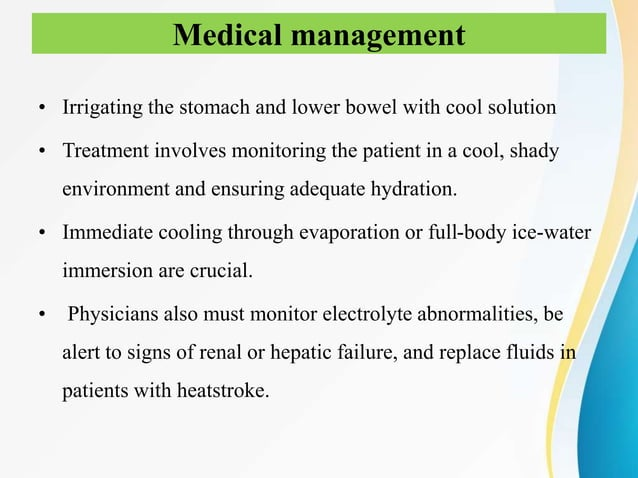 Medical management
• Irrigating the stomach and lower bowel with cool solution
• Treatment involves monitoring the patient in a cool, shady
environment and ensuring adequate hydration.
• Immediate cooling through evaporation or full-body ice-water
immersion are crucial.
• Physicians also must monitor electrolyte abnormalities, be
alert to signs of renal or hepatic failure, and replace fluids in
patients with heatstroke.